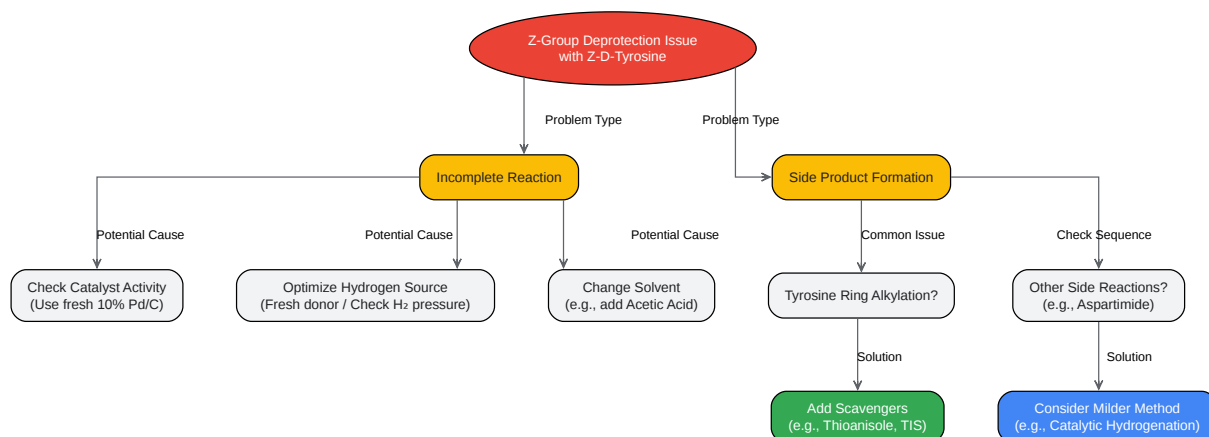 Z-Group Deprotection Issue
with Z-D-Tyrosine
Problem Type
Problem Type
Incomplete Reaction
Side Product Formation
Potential Cause
Potential Cause
Potential Cause
Common Issue
Check Sequence
Check Catalyst Activity
(Use fresh 10% Pd/C)
Optimize Hydrogen Source
(Fresh donor / Check H₂ pressure)
Change Solvent
(e.g., add Acetic Acid)
Tyrosine Ring Alkylation?
Other Side Reactions?
(e.g., Aspartimide)
Solution
Solution
Add Scavengers
(e.g., Thioanisole, TIS)
Consider Milder Method
(e.g., Catalytic Hydrogenation)